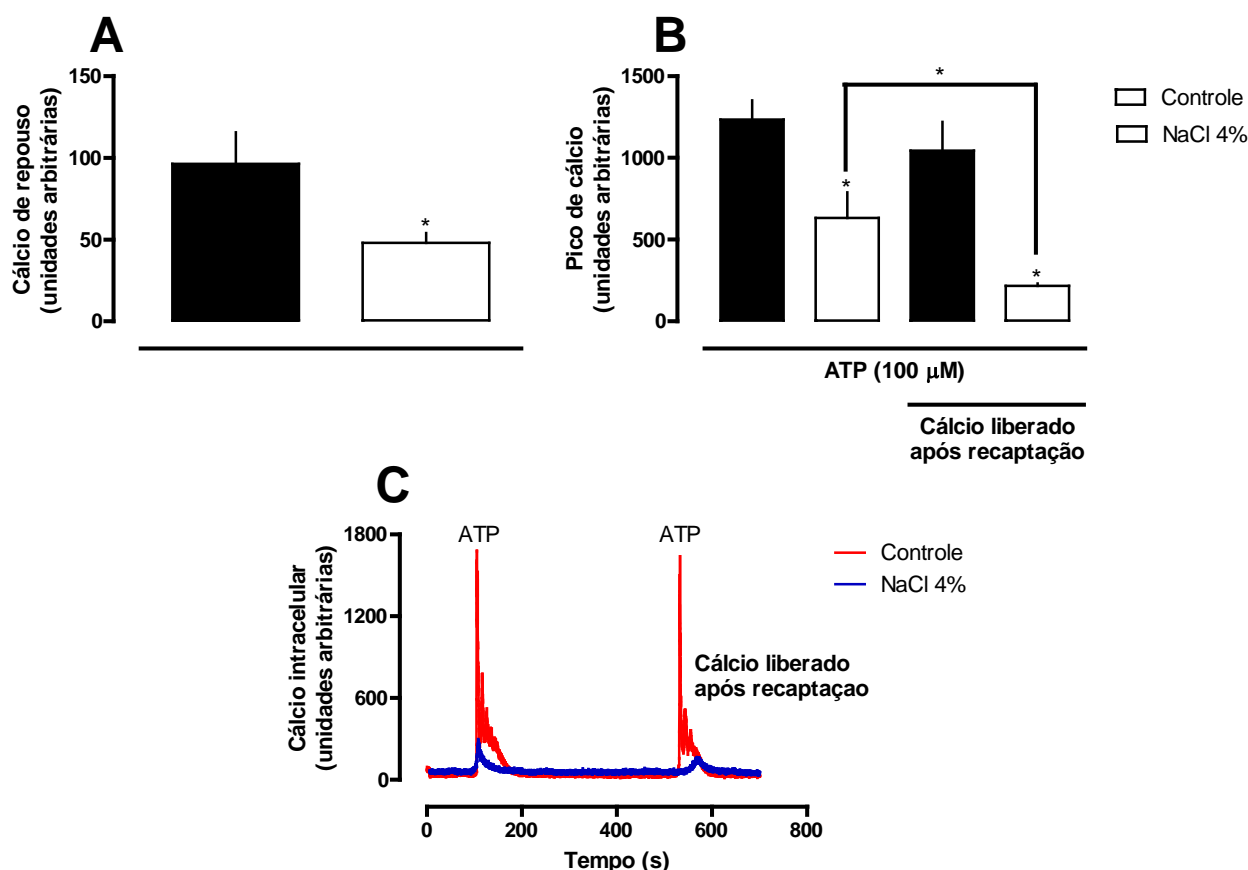 A
Cálcio de repouso
(unidades arbitrárias)
150
100
50
0
*
B
Pico de cálcio
(unidades arbitrárias)
1500
1000
500
0
*
*
*
Controle
NaCl 4%
ATP (100 µM)
Cálcio liberado
após recaptação
C
Cálcio intracelular
(unidades arbitrárias)
1800
1200
600
0
ATP
ATP
Controle
NaCl 4%
Cálcio liberado
após recaptaçao
0
200
400
600
800
Tempo (s)